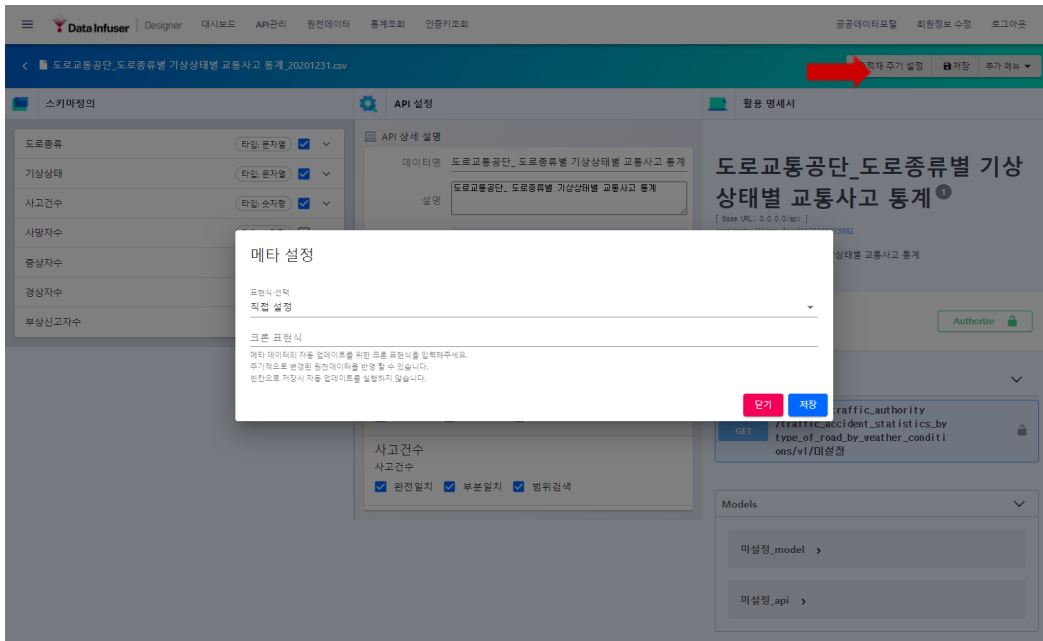 Data Infuser Designer 대시보드 API관리 원전데이터 통계조회 인증키조회 공공데이터포털 회원정보 수정 로그아웃
도로교통공단_도로종류별 기상상태별 교통사고 통계_20201231.csv 적재 주기 설정 저장 추가 메뉴
스키마정의
도로종류 타입: 문자열
기상상태 타입: 문자열
사고건수 타입: 숫자형
사망자수
중상자수
경상자수
부상신고자수
API 설정
API 상세 설명
데이터명 도로교통공단_ 도로종류별 기상상태별 교통사고 통계
설명 도로교통공단_ 도로종류별 기상상태별 교통사고 통계
메타 설정
표현식 선택
직접 설정
크론 표현식
메타 데이터의 자동 업데이트를 위한 크론 표현식을 입력해주세요.
주기적으로 변경된 원천데이터를 반영 할 수 있습니다.
빈칸으로 저장시 자동 업데이트를 실행하지 않습니다.
닫기 저장
사고건수
사고건수
완전일치 부분일치 범위검색
활용 명세서
도로교통공단_도로종류별 기상
상태별 교통사고 통계 1
[ Base URL: 0.0.0.0/api ]
상태별 교통사고 통계
Authorize
GET
traffic_authority
/traffic_accident_statistics_by
type_of_road_by_weather_conditi
ons/v1/미설정
Models
미설정_model
미설정_api